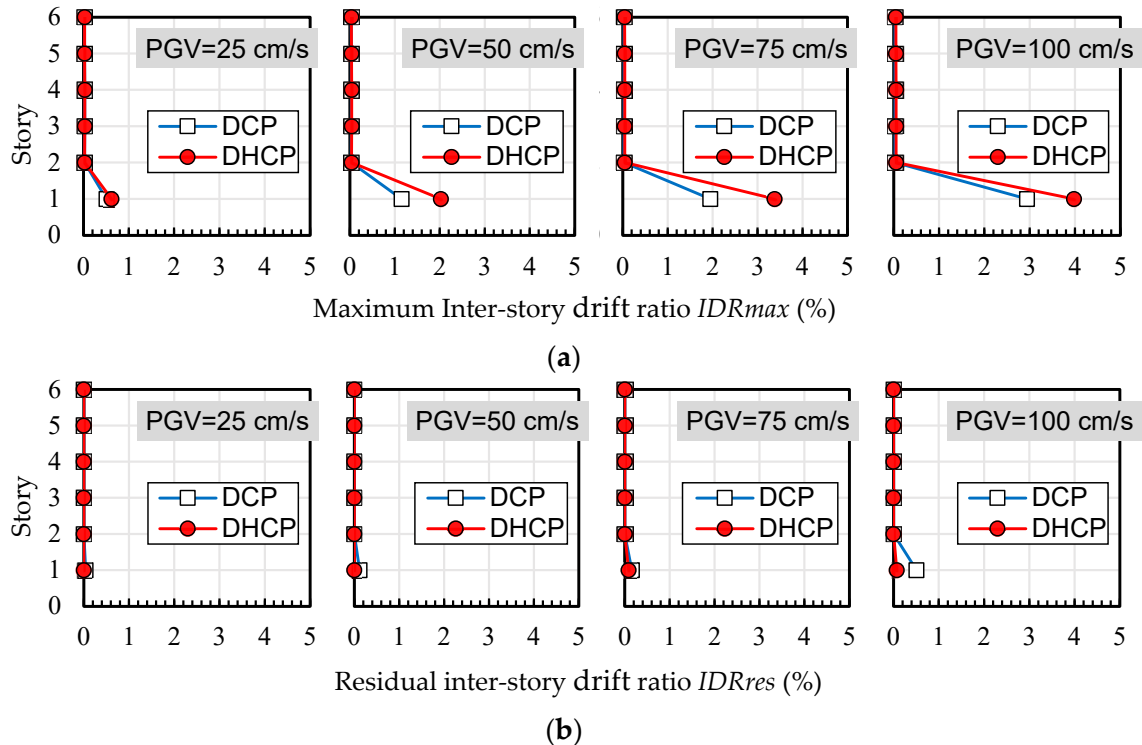 6
5
4
3
2
1
0
Story
PGV=25 cm/s
DCP
DHCP
0 1 2 3 4 5
PGV=50 cm/s
DCP
DHCP
0 1 2 3 4 5
PGV=75 cm/s
DCP
DHCP
0 1 2 3 4 5
PGV=100 cm/s
DCP
DHCP
0 1 2 3 4 5
Maximum Inter-story drift ratio IDRmax (%)
(a)
6
5
4
3
2
1
0
Story
PGV=25 cm/s
DCP
DHCP
0 1 2 3 4 5
PGV=50 cm/s
DCP
DHCP
0 1 2 3 4 5
PGV=75 cm/s
DCP
DHCP
0 1 2 3 4 5
PGV=100 cm/s
DCP
DHCP
0 1 2 3 4 5
Residual inter-story drift ratio IDRres (%)
(b)